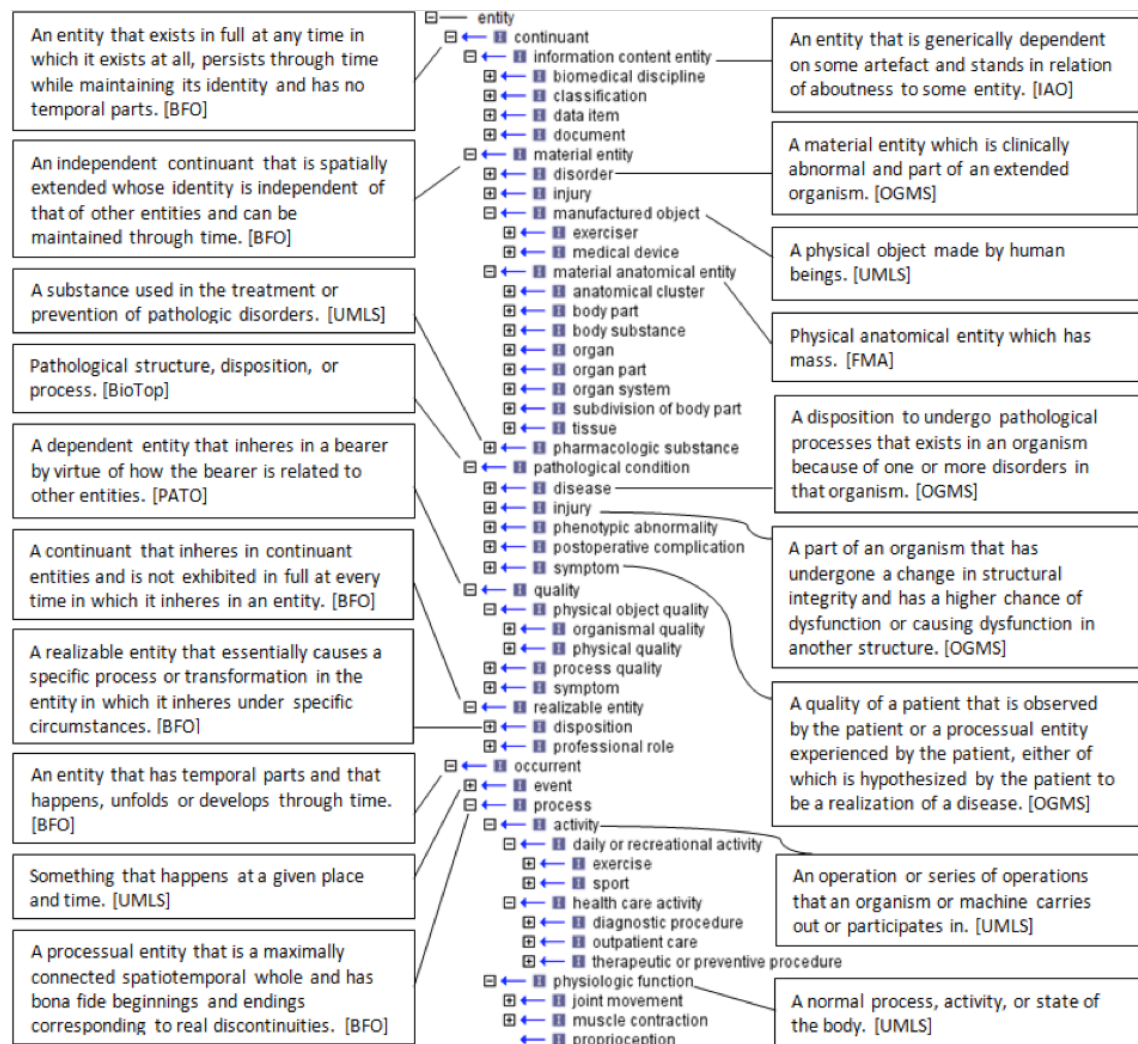 An entity that exists in full at any time in
which it exists at all, persists through time
while maintaining its identity and has no
temporal parts. [BFO]
An independent continuant that is spatially
extended whose identity is independent of
that of other entities and can be
maintained through time. [BFO]
A substance used in the treatment or
prevention of pathologic disorders. [UMLS]
Pathological structure, disposition, or
process. [BioTop]
A dependent entity that inheres in a bearer
by virtue of how the bearer is related to
other entities. [PATO]
A continuant that inheres in continuant
entities and is not exhibited in full at every
time in which it inheres in an entity. [BFO]
A realizable entity that essentially causes a
specific process or transformation in the
entity in which it inheres under specific
circumstances. [BFO]
An entity that has temporal parts and that
happens, unfolds or develops through time.
[BFO]
Something that happens at a given place
and time. [UMLS]
A processual entity that is a maximally
connected spatiotemporal whole and has
bona fide beginnings and endings
corresponding to real discontinuities. [BFO]
entity
continuant
information content entity
biomedical discipline
classification
data item
document
material entity
disorder
injury
manufactured object
exerciser
medical device
material anatomical entity
anatomical cluster
body part
body substance
organ
organ part
organ system
subdivision of body part
tissue
pharmacologic substance
pathological condition
disease
injury
phenotypic abnormality
postoperative complication
symptom
quality
physical object quality
organismal quality
physical quality
process quality
symptom
realizable entity
disposition
professional role
occurrent
event
process
activity
daily or recreational activity
exercise
sport
health care activity
diagnostic procedure
outpatient care
therapeutic or preventive procedure
physiologic function
joint movement
muscle contraction
proprioception
An entity that is generically dependent
on some artefact and stands in relation
of aboutness to some entity. [IAO]
A material entity which is clinically
abnormal and part of an extended
organism. [OGMS]
A physical object made by human
beings. [UMLS]
Physical anatomical entity which has
mass. [FMA]
A disposition to undergo pathological
processes that exists in an organism
because of one or more disorders in
that organism. [OGMS]
A part of an organism that has
undergone a change in structural
integrity and has a higher chance of
dysfunction or causing dysfunction in
another structure. [OGMS]
A quality of a patient that is observed
by the patient or a processual entity
experienced by the patient, either of
which is hypothesized by the patient to
be a realization of a disease. [OGMS]
An operation or series of operations
that an organism or machine carries
out or participates in. [UMLS]
A normal process, activity, or state of
the body. [UMLS]